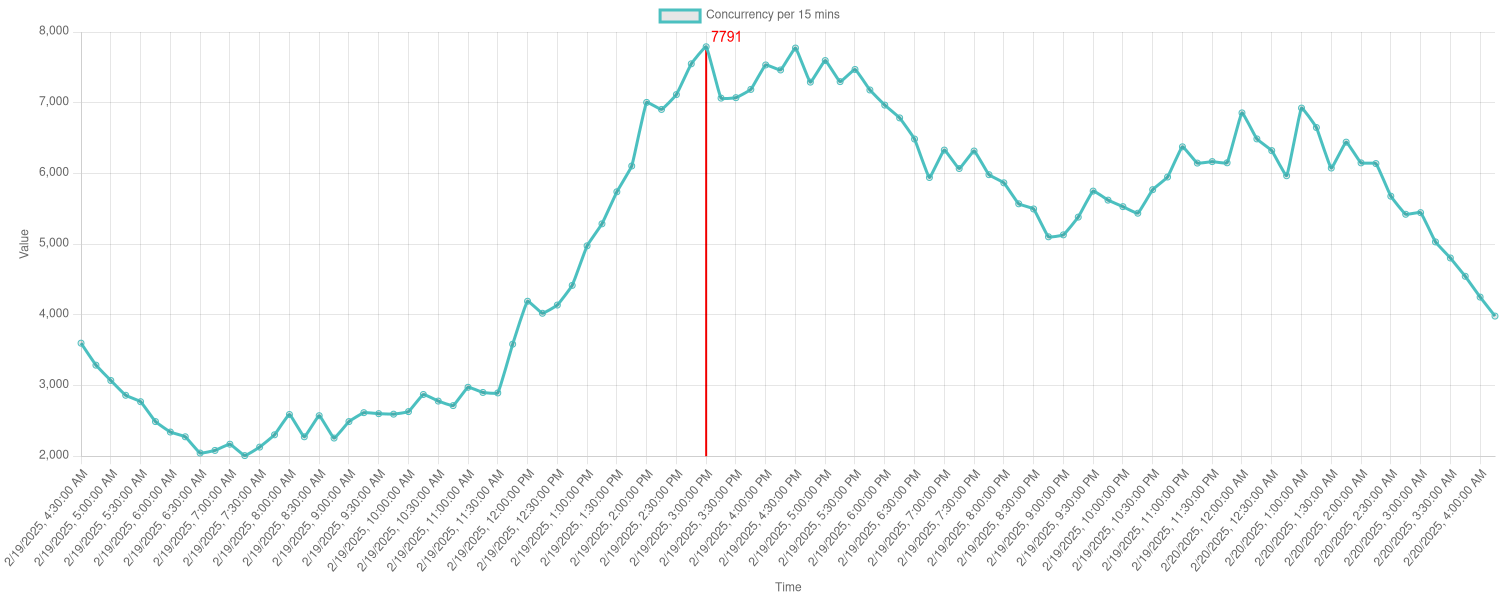 Concurrency per 15 mins
7791
8,000
7,000
6,000
5,000
4,000
3,000
2,000
Value
2/19/2025, 4:30:00 AM
2/19/2025, 5:00:00 AM
2/19/2025, 5:30:00 AM
2/19/2025, 6:00:00 AM
2/19/2025, 6:30:00 AM
2/19/2025, 7:00:00 AM
2/19/2025, 7:30:00 AM
2/19/2025, 8:00:00 AM
2/19/2025, 8:30:00 AM
2/19/2025, 9:00:00 AM
2/19/2025, 9:30:00 AM
2/19/2025, 10:00:00 AM
2/19/2025, 10:30:00 AM
2/19/2025, 11:00:00 AM
2/19/2025, 11:30:00 AM
2/19/2025, 12:00:00 PM
2/19/2025, 12:30:00 PM
2/19/2025, 1:00:00 PM
2/19/2025, 1:30:00 PM
2/19/2025, 2:00:00 PM
2/19/2025, 2:30:00 PM
2/19/2025, 3:00:00 PM
2/19/2025, 3:30:00 PM
2/19/2025, 4:00:00 PM
2/19/2025, 4:30:00 PM
2/19/2025, 5:00:00 PM
2/19/2025, 5:30:00 PM
2/19/2025, 6:00:00 PM
2/19/2025, 6:30:00 PM
2/19/2025, 7:00:00 PM
2/19/2025, 7:30:00 PM
2/19/2025, 8:00:00 PM
2/19/2025, 8:30:00 PM
2/19/2025, 9:00:00 PM
2/19/2025, 9:30:00 PM
2/19/2025, 10:00:00 PM
2/19/2025, 10:30:00 PM
2/19/2025, 11:00:00 PM
2/19/2025, 11:30:00 PM
2/20/2025, 12:00:00 AM
2/20/2025, 12:30:00 AM
2/20/2025, 1:00:00 AM
2/20/2025, 1:30:00 AM
2/20/2025, 2:00:00 AM
2/20/2025, 2:30:00 AM
2/20/2025, 3:00:00 AM
2/20/2025, 3:30:00 AM
2/20/2025, 4:00:00 AM
Time